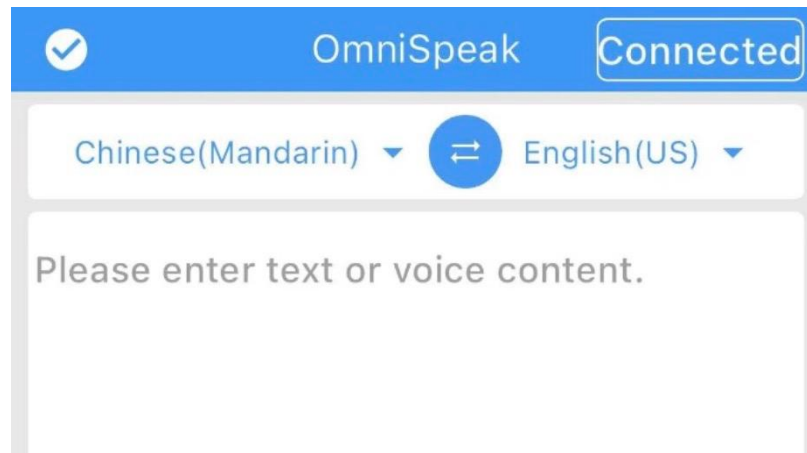 OmniSpeak Connected
Chinese(Mandarin) English(US)
Please enter text or voice content.